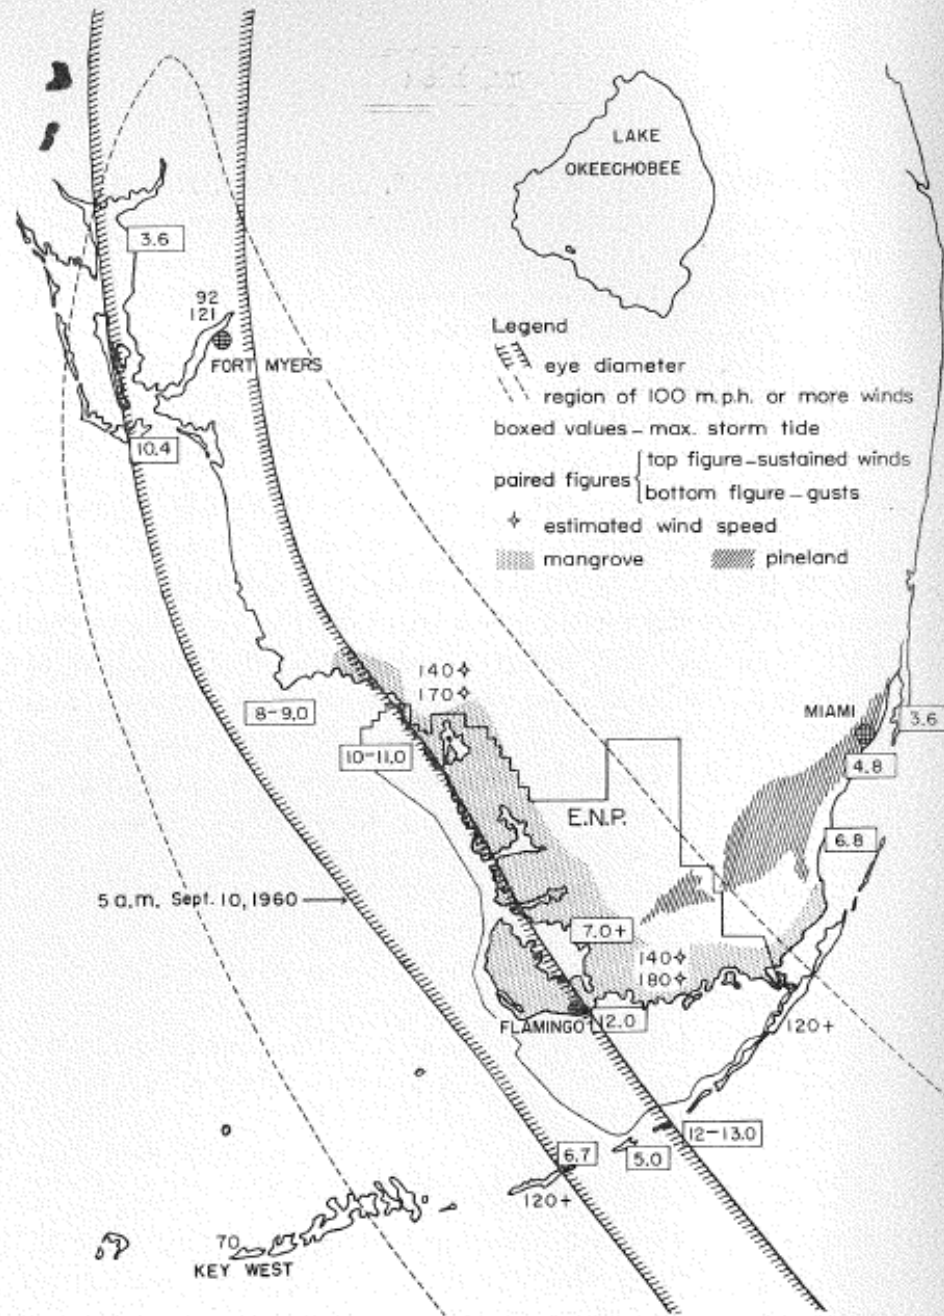 LAKE
OKEECHOBEE
3.6
92
121
FORT MYERS
Legend
eye diameter
region of 100 m.p.h. or more winds
boxed values – max. storm tide
paired figures
top figure – sustained winds
bottom figure – gusts
estimated wind speed
mangrove
pineland
10.4
140
170
8–9.0
10–11.0
MIAMI
3.6
4.8
E.N.P.
6.8
5 a.m. Sept. 10, 1960
7.0+
140
180
FLAMINGO
12.0
120+
12–13.0
6.7
5.0
120+
70
KEY WEST